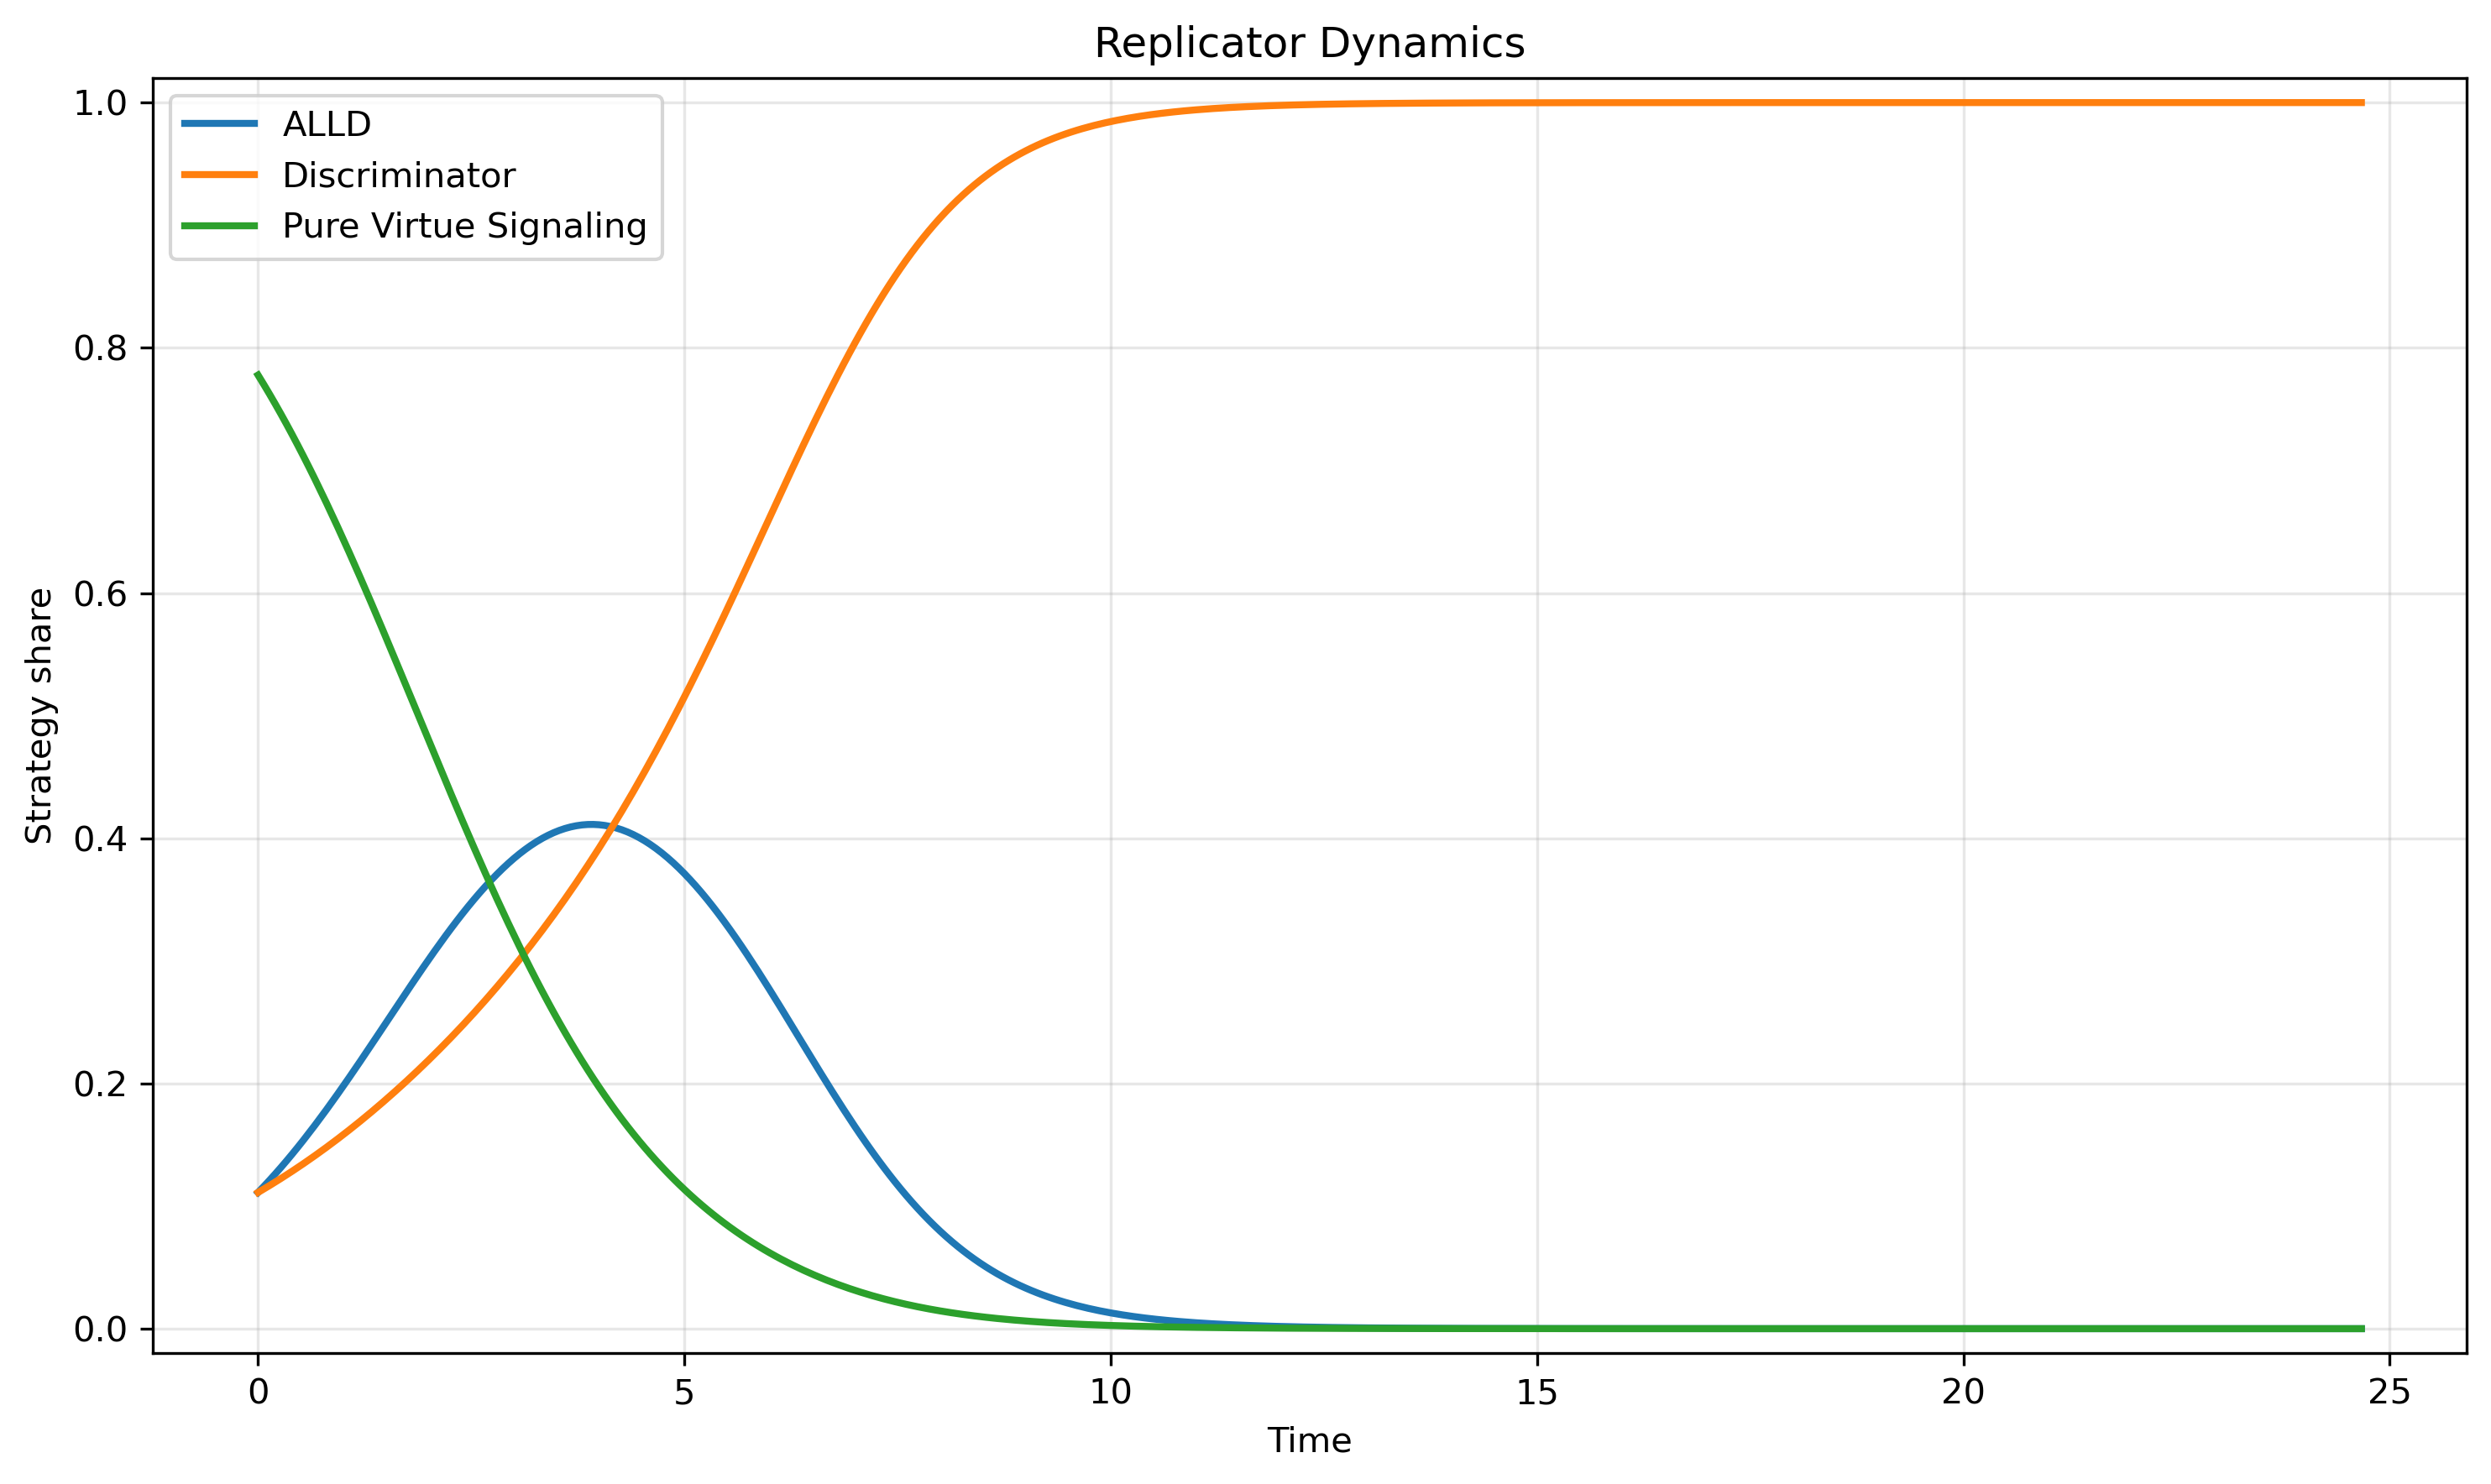 Replicator Dynamics
ALLD
Discriminator
Pure Virtue Signaling
Strategy share
1.0
0.8
0.6
0.4
0.2
0.0
0 5 10 15 20 25
Time